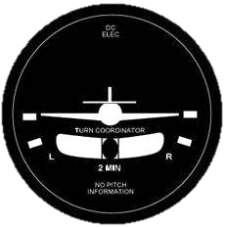 DC
ELEC
TURN COORDINATOR
L R
2 MIN
NO PITCH
INFORMATION